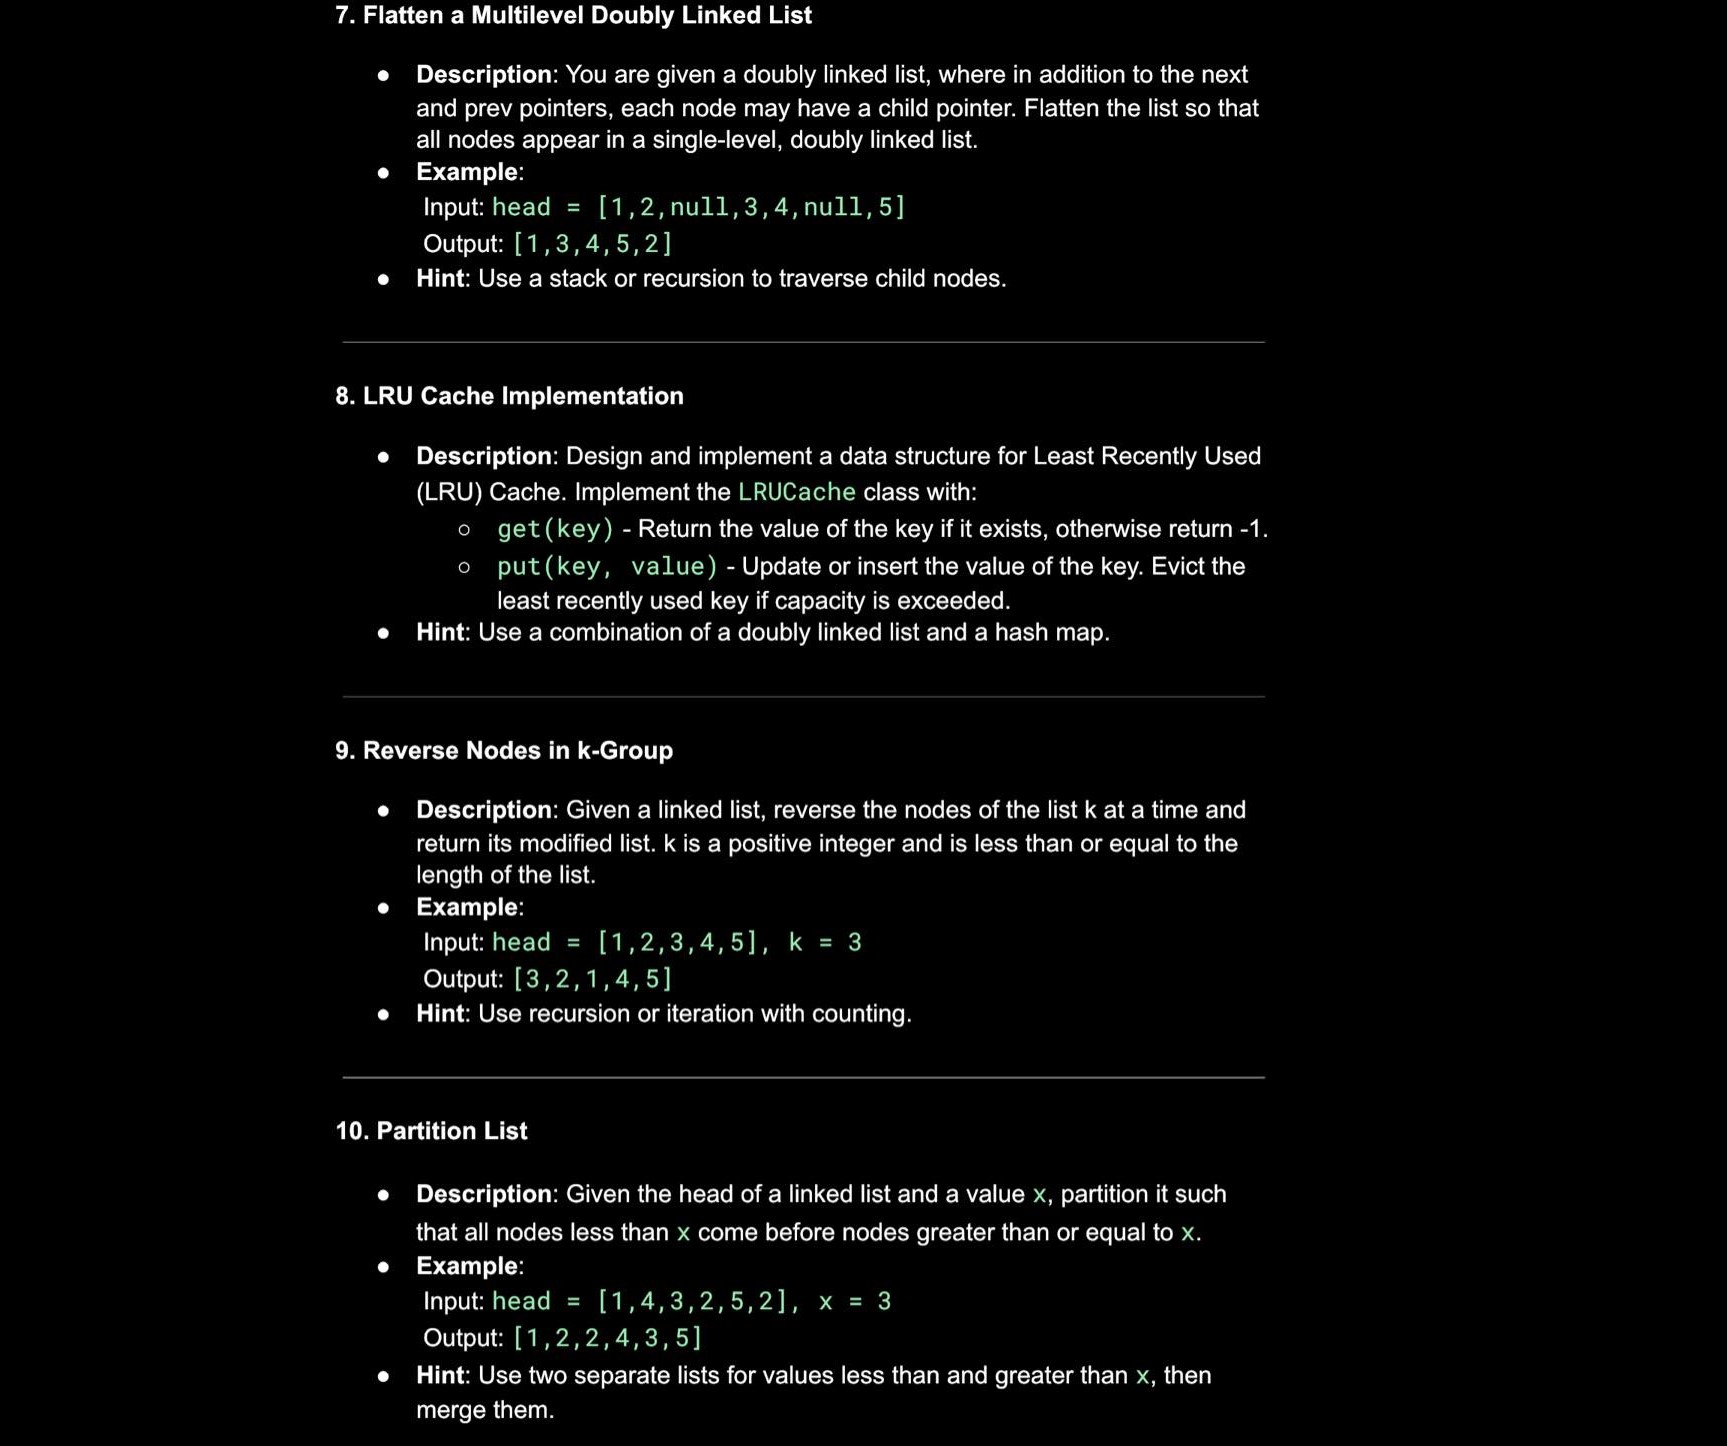 7. Flatten a Multilevel Doubly Linked List
● Description: You are given a doubly linked list, where in addition to the next
and prev pointers, each node may have a child pointer. Flatten the list so that
all nodes appear in a single-level, doubly linked list.
● Example:
Input: head = [1,2,null,3,4,null,5]
Output: [1,3,4,5,2]
● Hint: Use a stack or recursion to traverse child nodes.
8. LRU Cache Implementation
● Description: Design and implement a data structure for Least Recently Used
(LRU) Cache. Implement the LRUCache class with:
○ get(key) - Return the value of the key if it exists, otherwise return -1.
○ put(key, value) - Update or insert the value of the key. Evict the
least recently used key if capacity is exceeded.
● Hint: Use a combination of a doubly linked list and a hash map.
9. Reverse Nodes in k-Group
● Description: Given a linked list, reverse the nodes of the list k at a time and
return its modified list. k is a positive integer and is less than or equal to the
length of the list.
● Example:
Input: head = [1,2,3,4,5], k = 3
Output: [3,2,1,4,5]
● Hint: Use recursion or iteration with counting.
10. Partition List
● Description: Given the head of a linked list and a value x, partition it such
that all nodes less than x come before nodes greater than or equal to x.
● Example:
Input: head = [1,4,3,2,5,2], x = 3
Output: [1,2,2,4,3,5]
● Hint: Use two separate lists for values less than and greater than x, then
merge them.